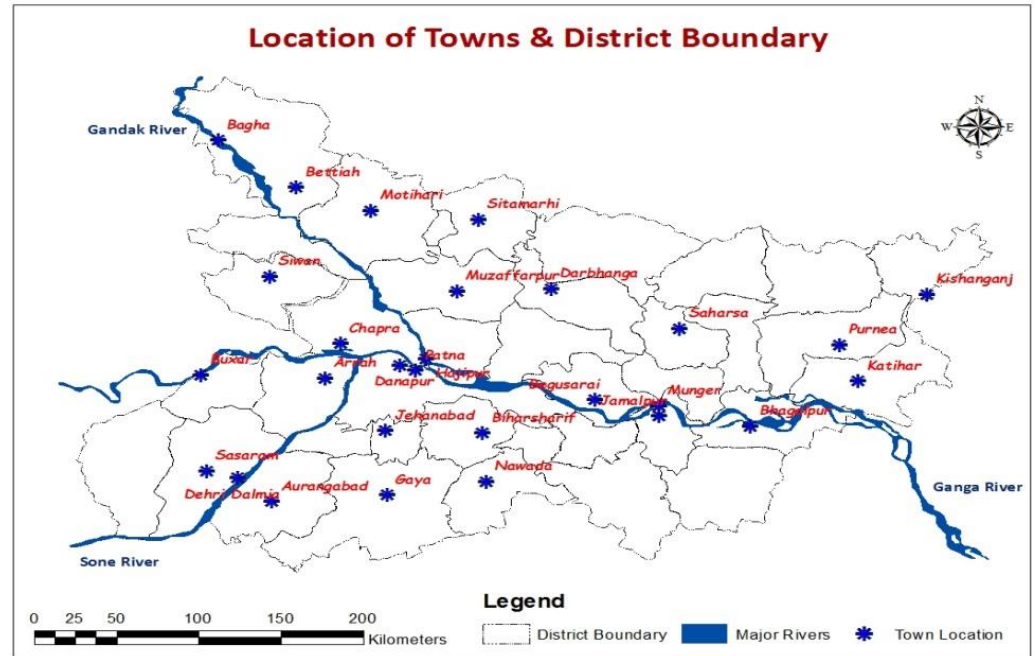 Location of Towns & District Boundary
N
W E
S
Gandak River
Bagha
Bettiah
Motihari
Sitamarhi
Siwan
Muzaffarpur
Darbhanga
Kishanganj
Saharsa
Purnea
Chapra
Patna
Katihar
Buxar
Arrah
Danapur
Hajipur
Begusarai
Munger
Jamalpur
Bhagalpur
Jehanabad
Biharsharif
Sasaram
Nawada
Gaya
Dehri Dalmia
Aurangabad
Ganga River
Sone River
Legend
0 25 50 100 150 200
Kilometers
District Boundary
Major Rivers
Town Location